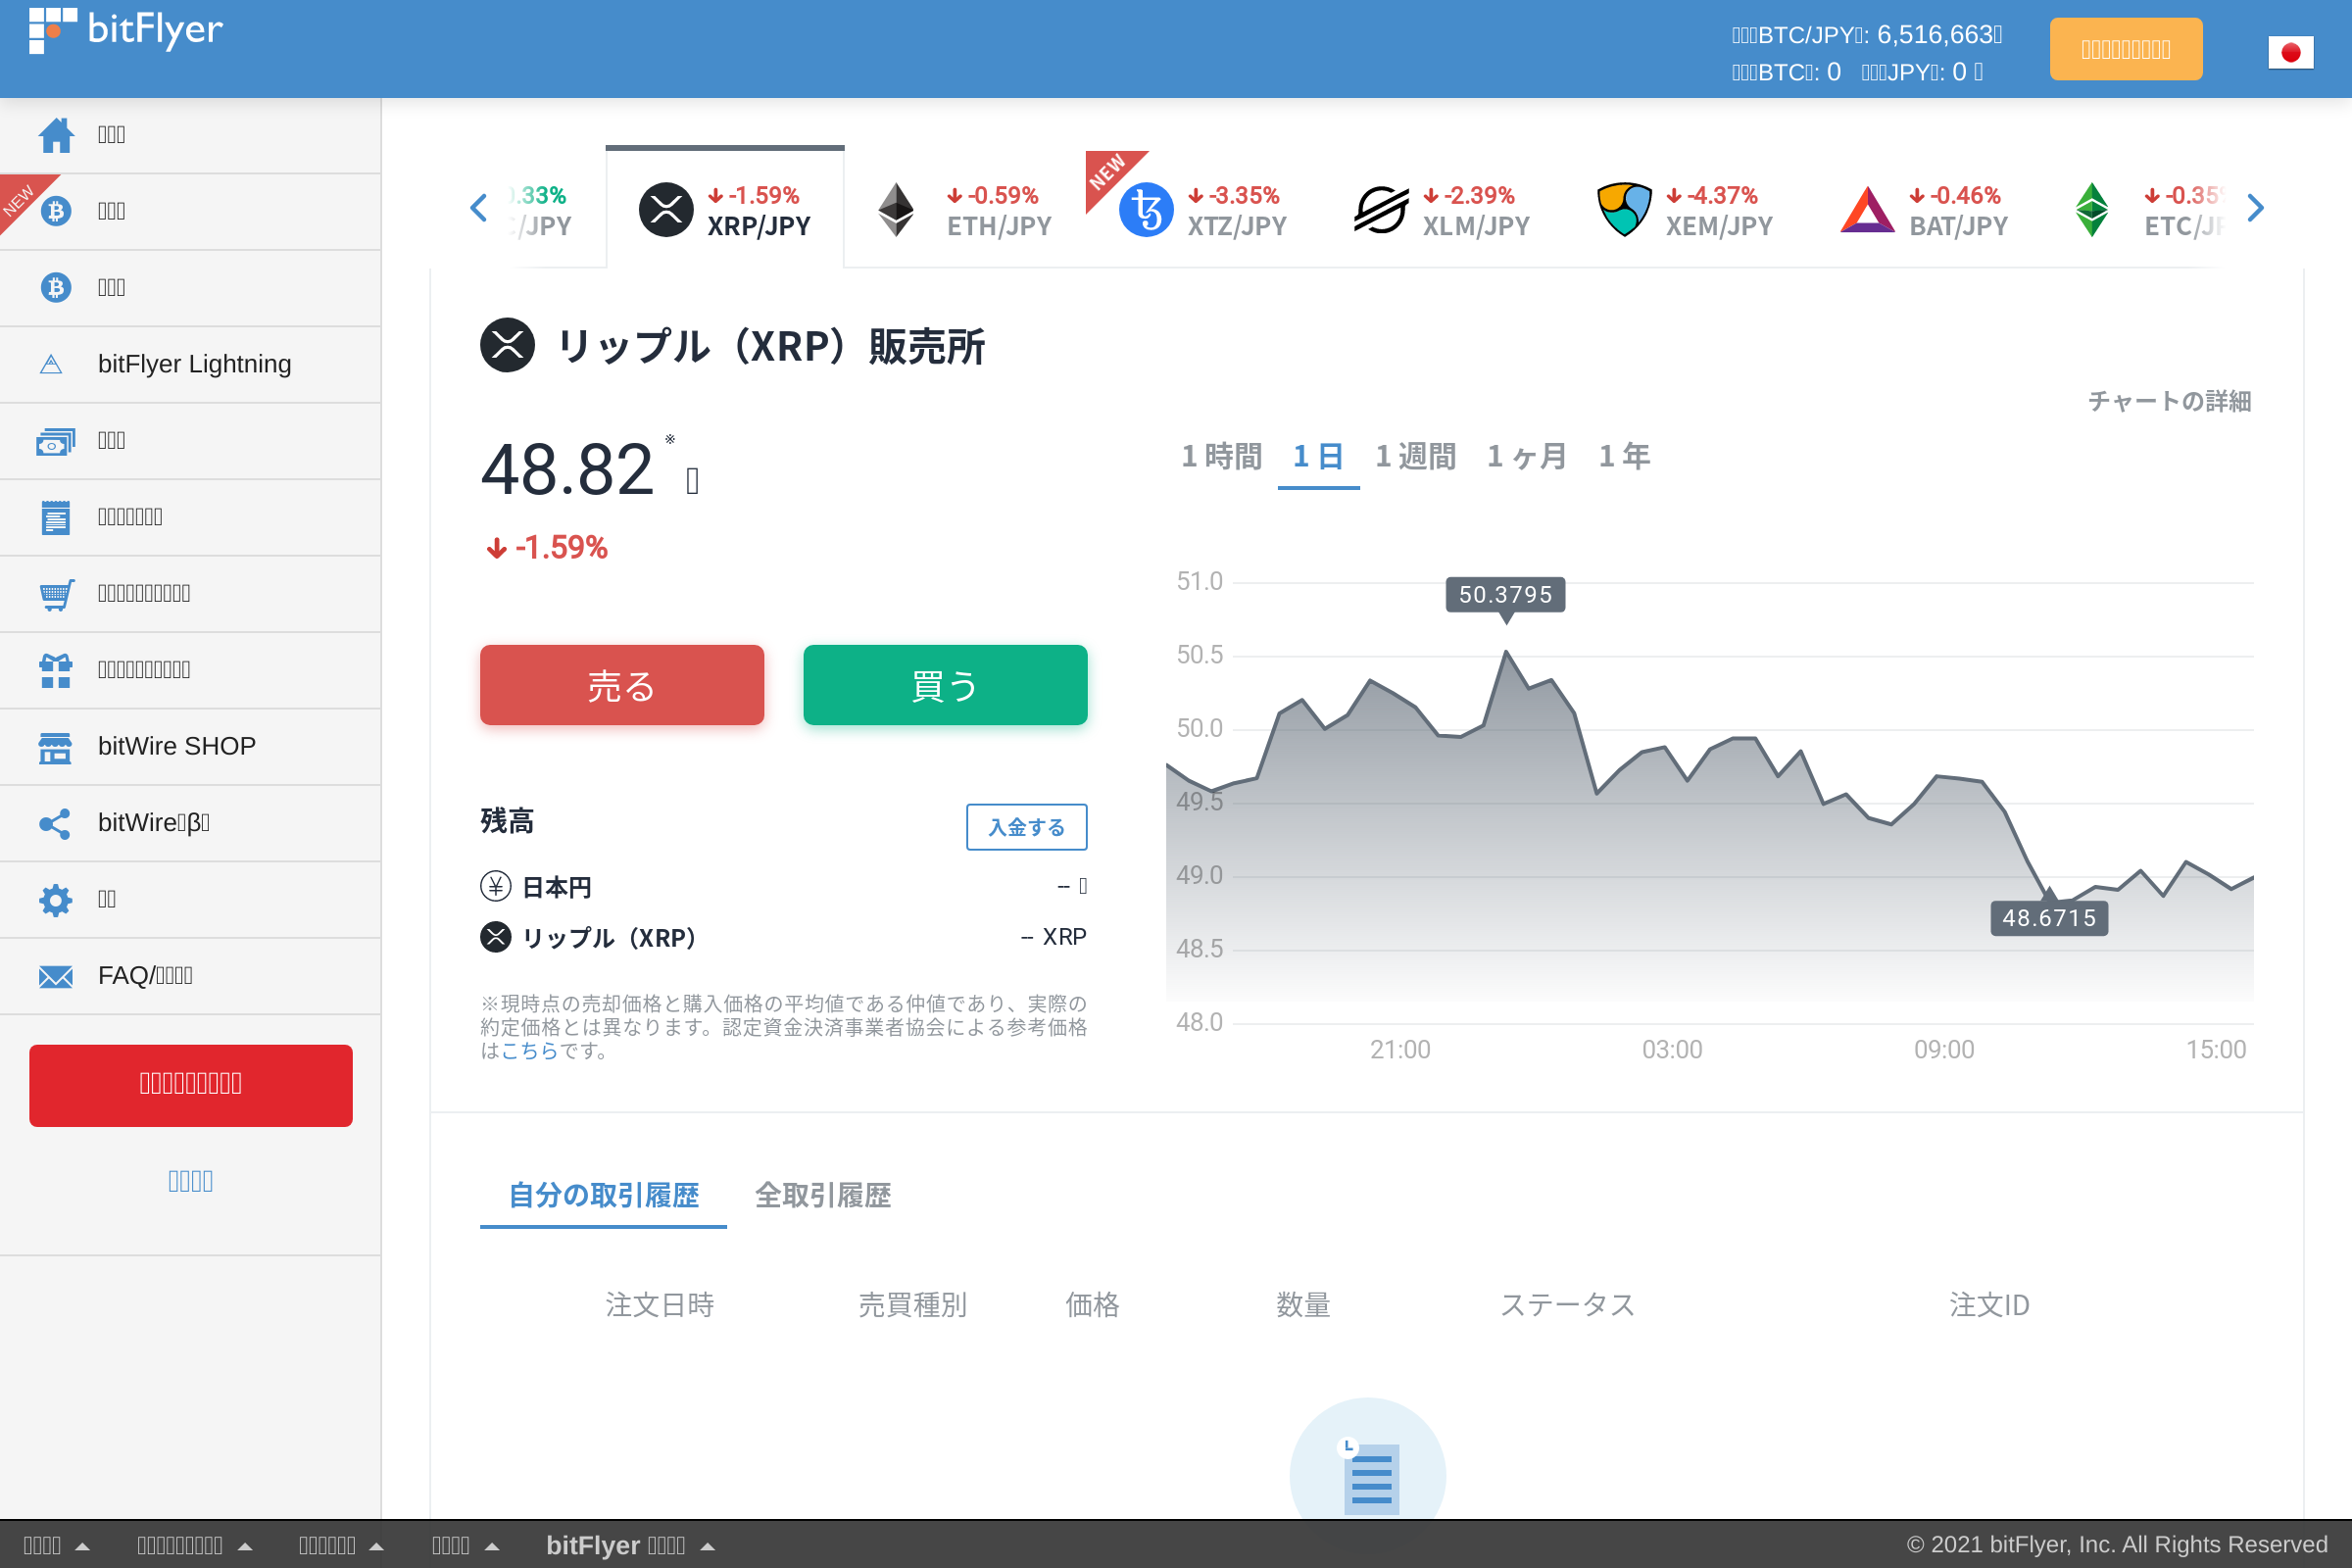 bitFlyer
BTC/JPY: 6,516,663
BTC: 0 JPY: 0
NEW
bitFlyer Lightning
bitWire SHOP
bitWire β
FAQ/
.33%
/JPY
-1.59%
XRP/JPY
-0.59%
ETH/JPY
NEW
-3.35%
XTZ/JPY
-2.39%
XLM/JPY
-4.37%
XEM/JPY
-0.46%
BAT/JPY
-0.35
ETC/J
リップル（XRP）販売所
チャートの詳細
48.82 ※
-1.59%
1 時間 1 日 1 週間 1 ヶ月 1 年
売る 買う
残高 入金する
日本円 --
リップル（XRP） -- XRP
※現時点の売却価格と購入価格の平均値である仲値であり、実際の
約定価格とは異なります。認定資金決済事業者協会による参考価格
はこちらです。
51.0
50.5
50.0
49.5
49.0
48.5
48.0
50.3795
48.6715
21:00 03:00 09:00 15:00
自分の取引履歴 全取引履歴
注文日時 売買種別 価格 数量 ステータス 注文ID
bitFlyer
© 2021 bitFlyer, Inc. All Rights Reserved